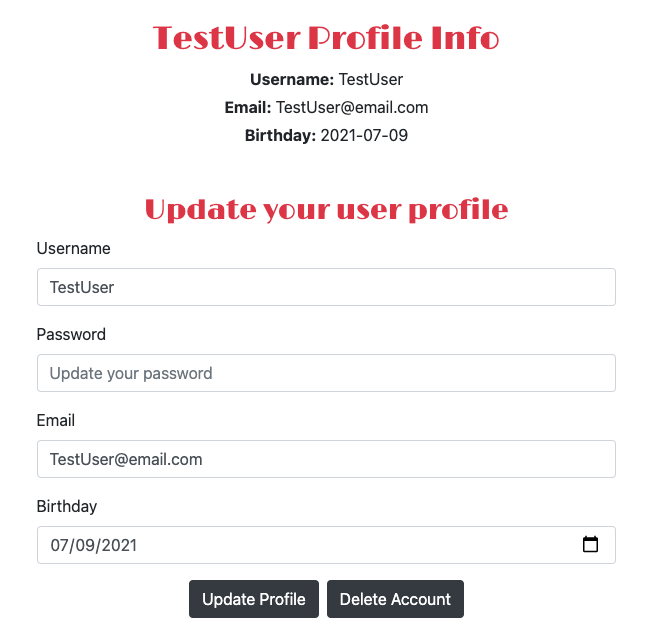 TestUser Profile Info
Username: TestUser
Email: TestUser@email.com
Birthday: 2021-07-09
Update your user profile
Username
TestUser
Password
Update your password
Email
TestUser@email.com
Birthday
07/09/2021
Update Profile Delete Account